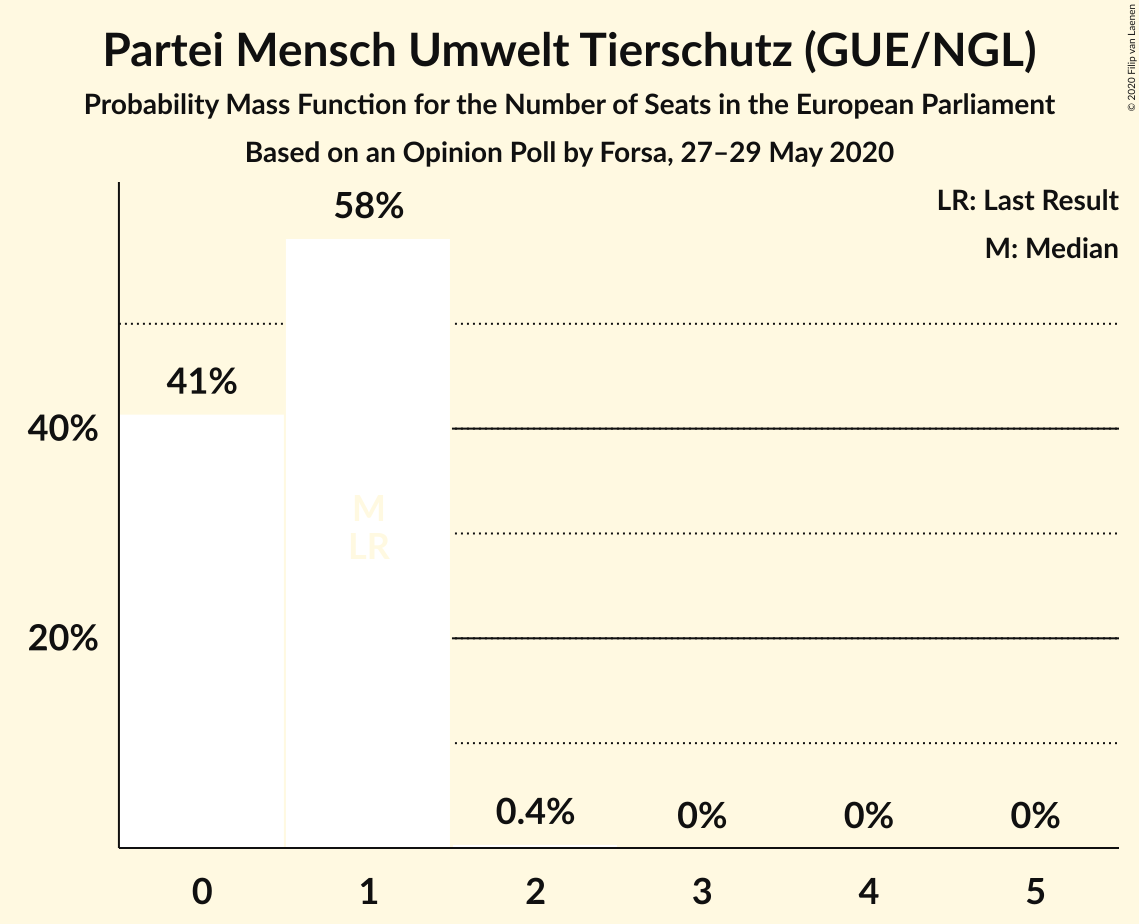 Partei Mensch Umwelt Tierschutz (GUE/NGL)
Probability Mass Function for the Number of Seats in the European Parliament
Based on an Opinion Poll by Forsa, 27–29 May 2020
© 2020 Filip van Laenen
LR: Last Result
M: Median
58%
41%
40%
M
LR
20%
0.4%
0%
0%
0%
0
1
2
3
4
5